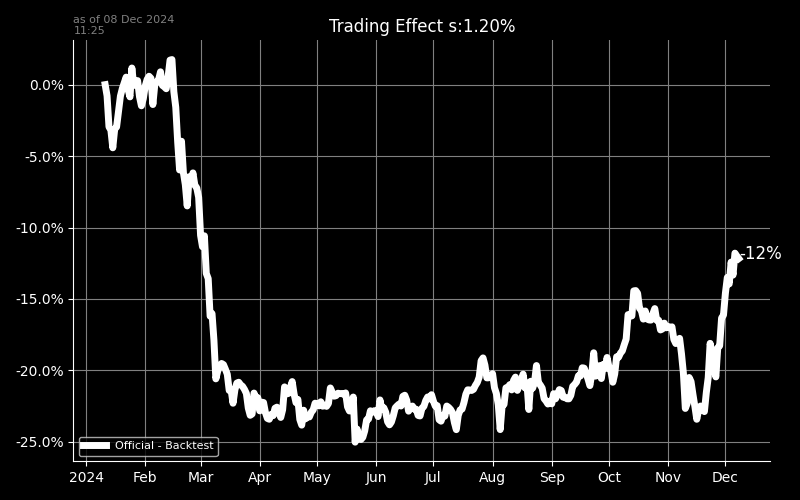 as of 08 Dec 2024
11:25
Trading Effect s:1.20%
0.0%
-5.0%
-10.0%
-12%
-15.0%
-20.0%
-25.0%
Official - Backtest
2024 Feb Mar Apr May Jun Jul Aug Sep Oct Nov Dec